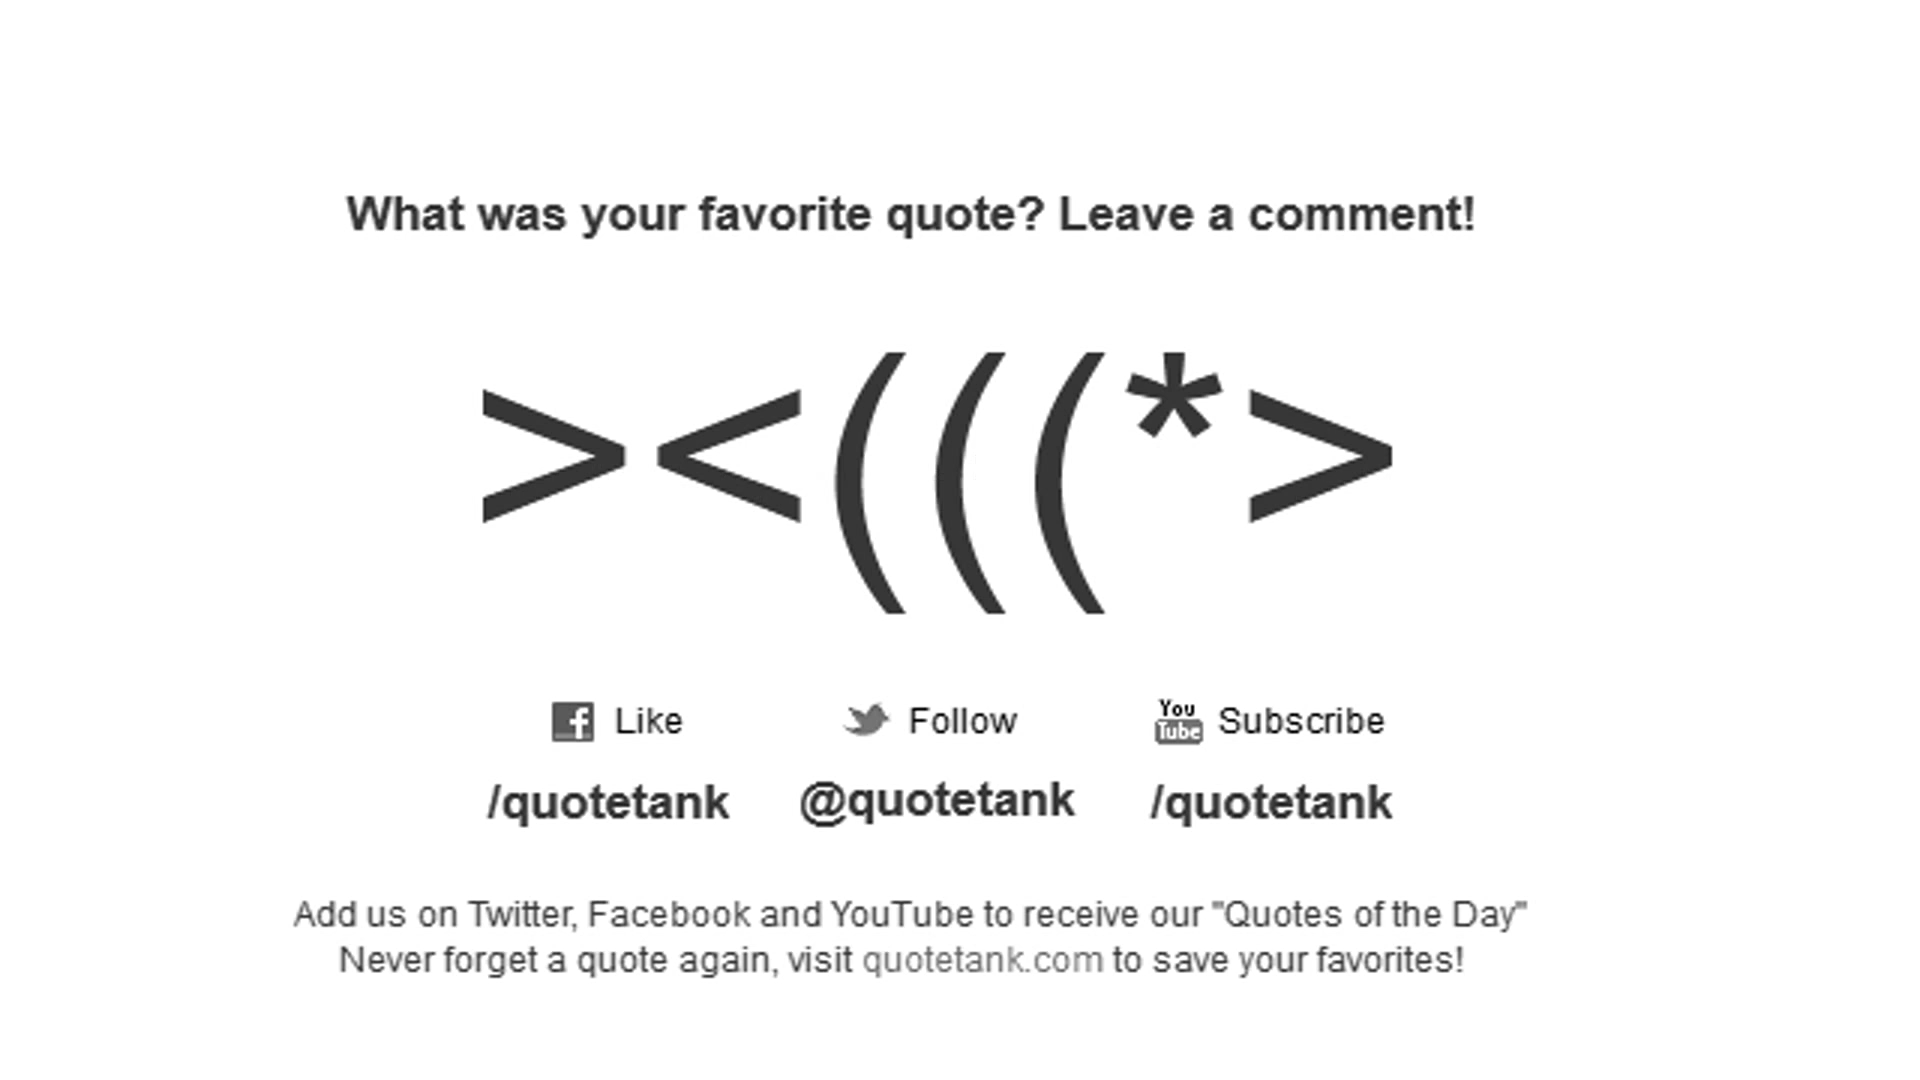 What was your favorite quote? Leave a comment!
><(((*>
f Like You Tube Follow Subscribe
/quotetank @quotetank /quotetank
Add us on Twitter, Facebook and YouTube to receive our "Quotes of the Day"
Never forget a quote again, visit quotetank.com to save your favorites!